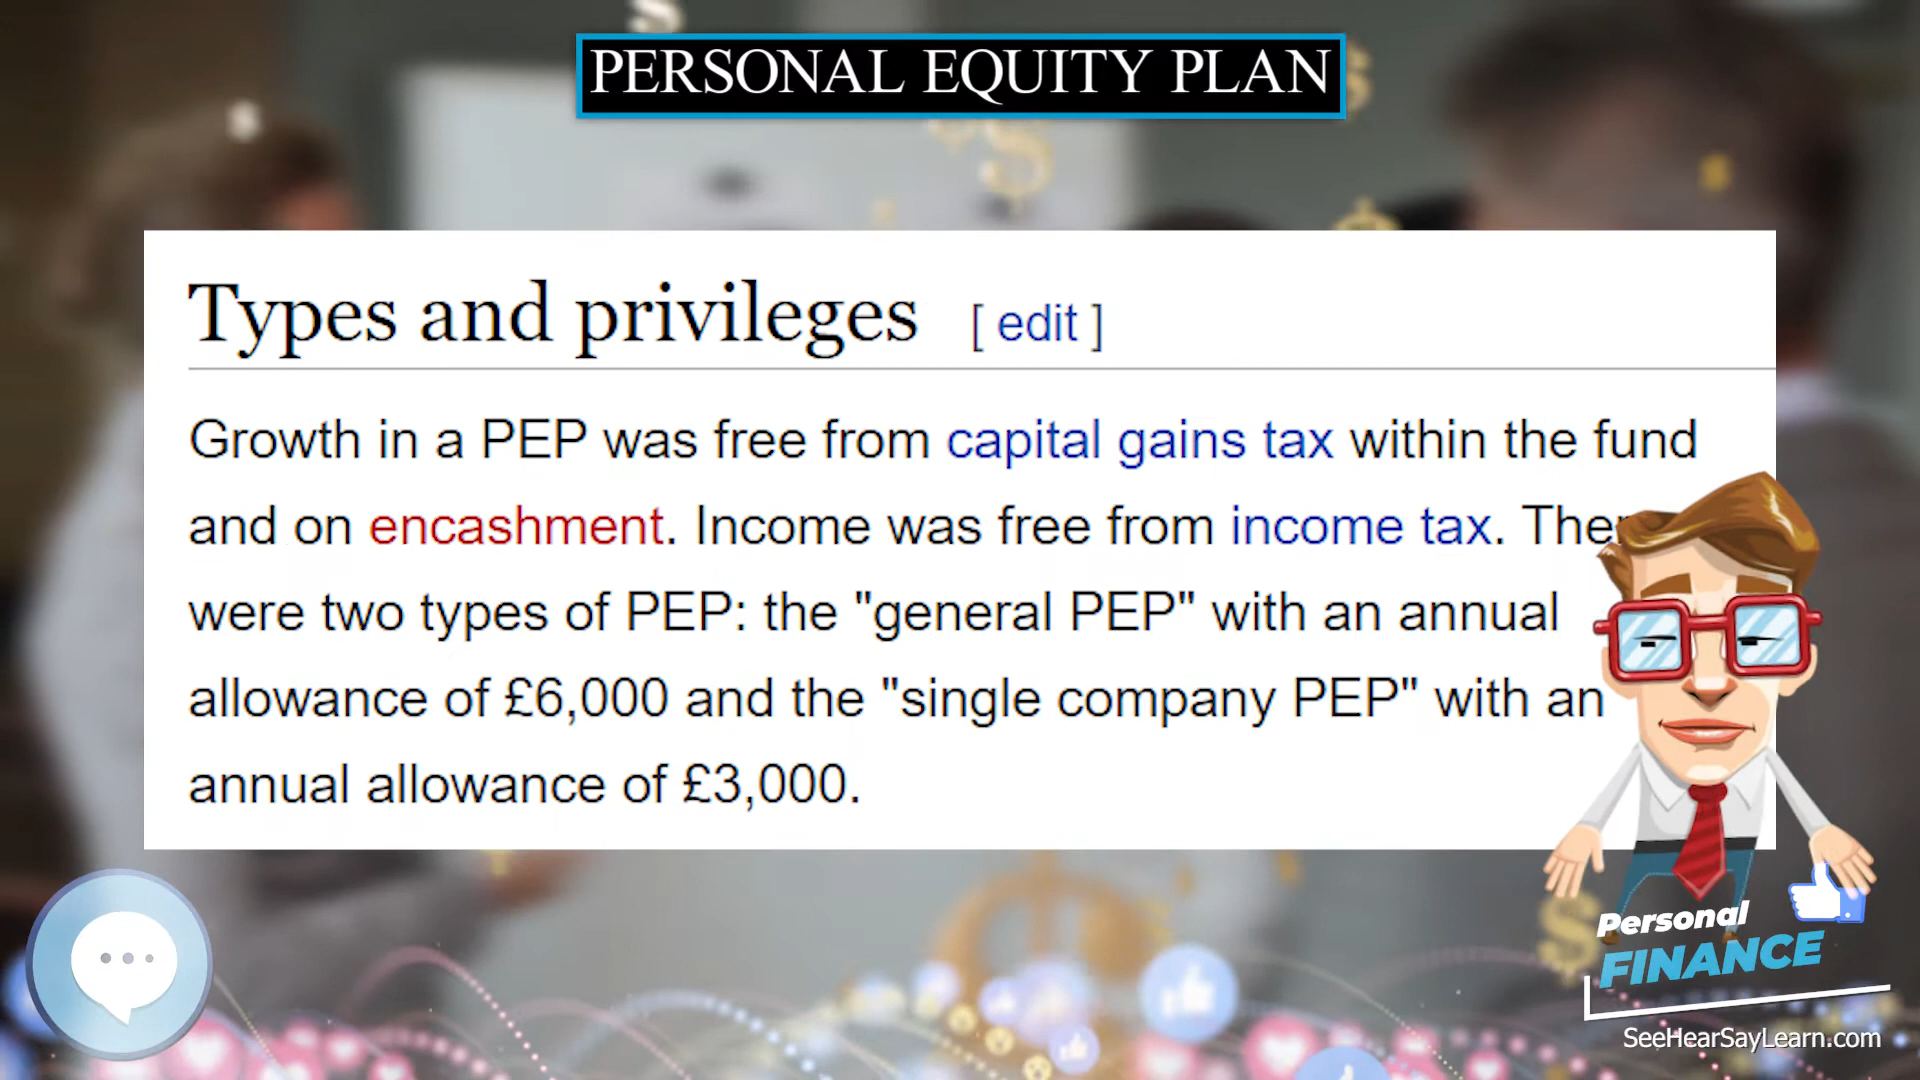 PERSONAL EQUITY PLAN
Types and privileges [ edit ]
Growth in a PEP was free from capital gains tax within the fund
and on encashment. Income was free from income tax.
were two types of PEP: the "general PEP" with an annual
allowance of £6,000 and the "single company PEP" with an
annual allowance of £3,000.
Personal
FINANCE
SeeHearSayLearn.com